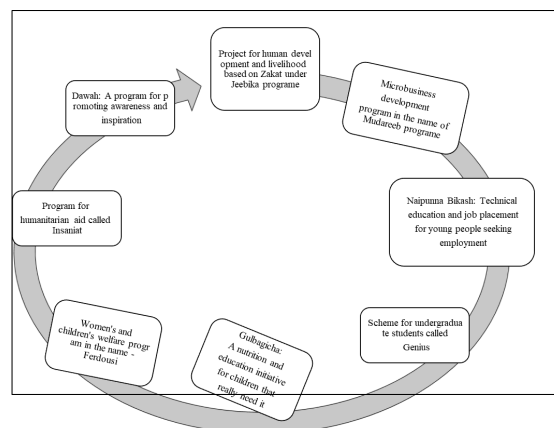 Project for human devel
opment and livelihood
based on Zakat under
Jeebika programe
Microbusiness
development
program in the name of
Mudareeb programe
Naipunna Bikash: Technical
education and job placement
for young people seeking
employment
Scheme for undergradua
te students called
Genius
Gulbagicha:
A nutrition and
education initiative
for children that
really need it
Women's and
children's welfare progr
am in the name -
Ferdousi
Program for
humanitarian aid called
Insaniat
Dawah: A program for p
romoting awareness and
inspiration